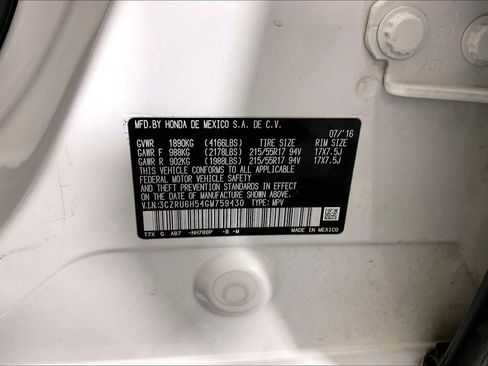 MFD.BY HONDA DE MEXICO S.A. DE C.V. 07/'16
GVWR 1890KG (4166LBS) TIRE SIZE RIM SIZE
GAWR F 988KG (2178LBS) 215/55R17 94V 17X7.5J
GAWR R 902KG (1988LBS) 215/55R17 94V 17X7.5J
THIS VEHICLE CONFORMS TO ALL APPLICABLE
FEDERAL MOTOR VEHICLE SAFETY
AND THEFT PREVENTION STANDARDS IN EFFECT
ON THE DATE OF MANUFACTURE SHOWN ABOVE.
V.I.N:3CZRU6H54GM759430 TYPE: MPV
17X G AB7 -NH788P -B -M MADE IN MEXICO